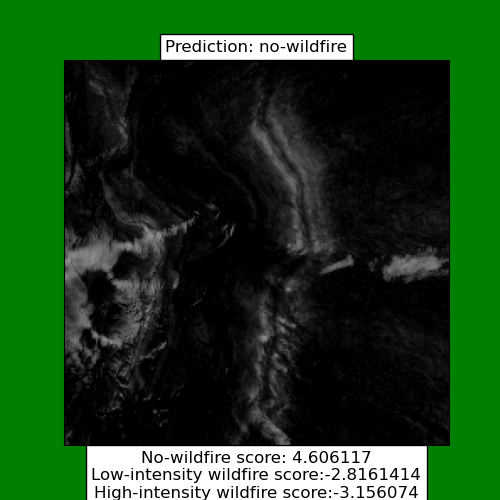 Prediction: no-wildfire
No-wildfire score: 4.606117
Low-intensity wildfire score:-2.8161414
High-intensity wildfire score:-3.156074